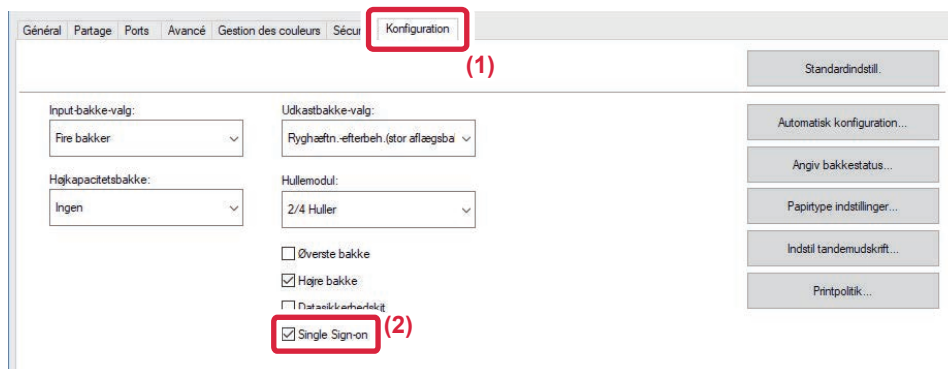 Général Partage Ports Avancé Gestion des couleurs Sécur Konfiguration
(1)
Standardindstill.
Input-bakke-valg:
Udkastbakke-valg:
Fire bakker
Ryghæftn.-efterbeh.(stor aflægsba
Automatisk konfiguration...
Angiv bakkestatus...
Højkapacitetsbakke:
Hullemodul:
Ingen
2/4 Huller
Papirtype indstillinger...
Øverste bakke
Indstil tandemudskrift...
Højre bakke
Printpolitik...
Datasikkerhedskit
Single Sign-on
(2)